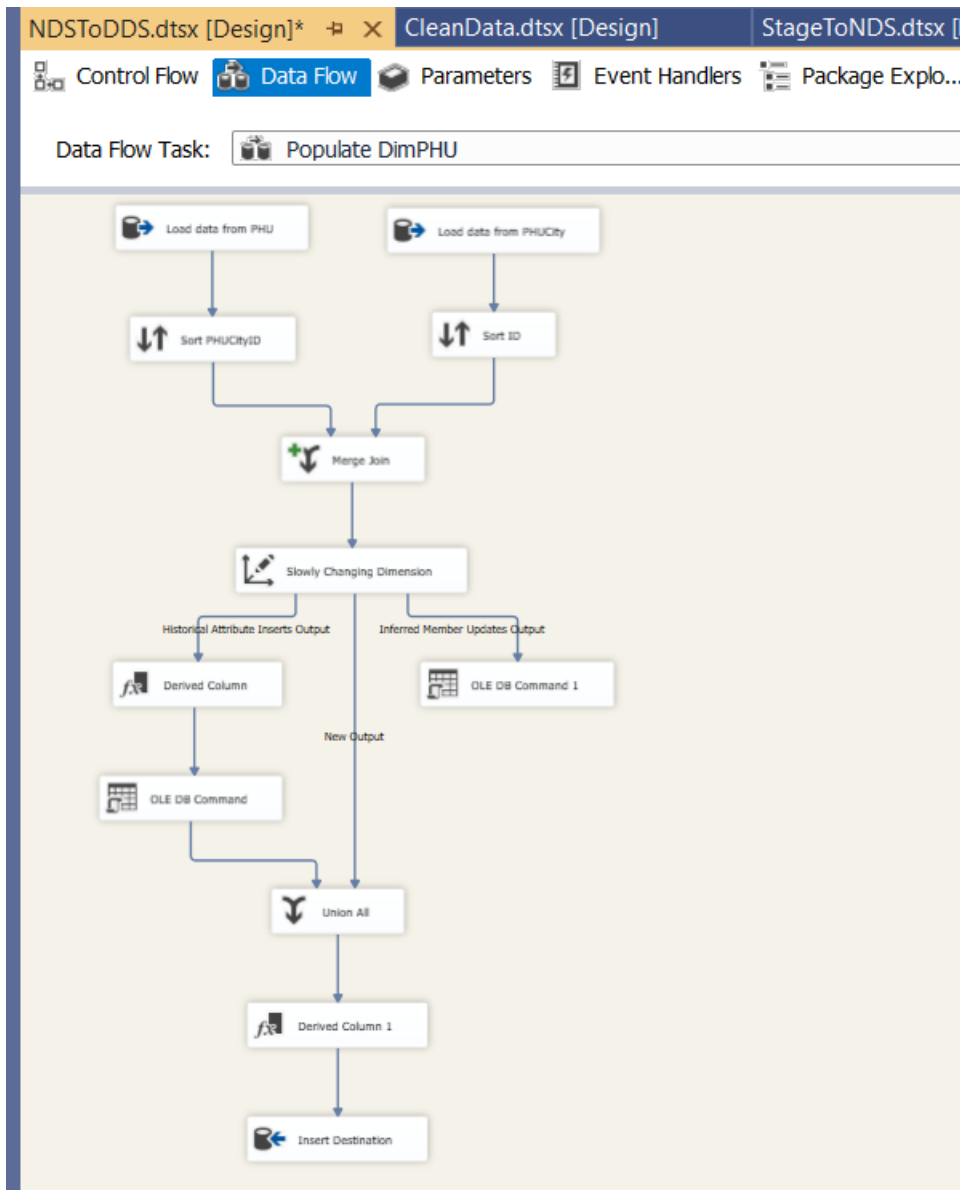 NDSToDDS.dtsx [Design]* CleanData.dtsx [Design] StageToNDS.dtsx [
Control Flow Data Flow Parameters Event Handlers Package Explo...
Data Flow Task: Populate DimPHU
Load data from PHU Load data from PHUCity
Sort PHUCityID Sort ID
Merge Join
Slowly Changing Dimension
Historical Attribute Inserts Output Inferred Member Updates Output
Derived Column OLE DB Command 1
New Output
OLE DB Command
Union All
Derived Column 1
Insert Destination